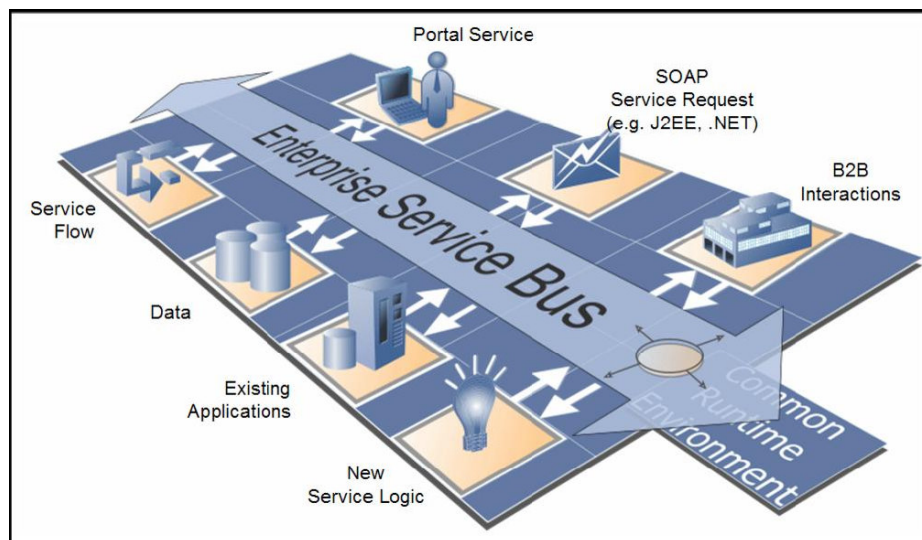 Portal Service
SOAP
Service Request
(e.g. J2EE, .NET)
B2B
Interactions
Enterprise Service Bus
Service
Flow
Data
Existing
Applications
New
Service Logic
Common
Runtime
Environment